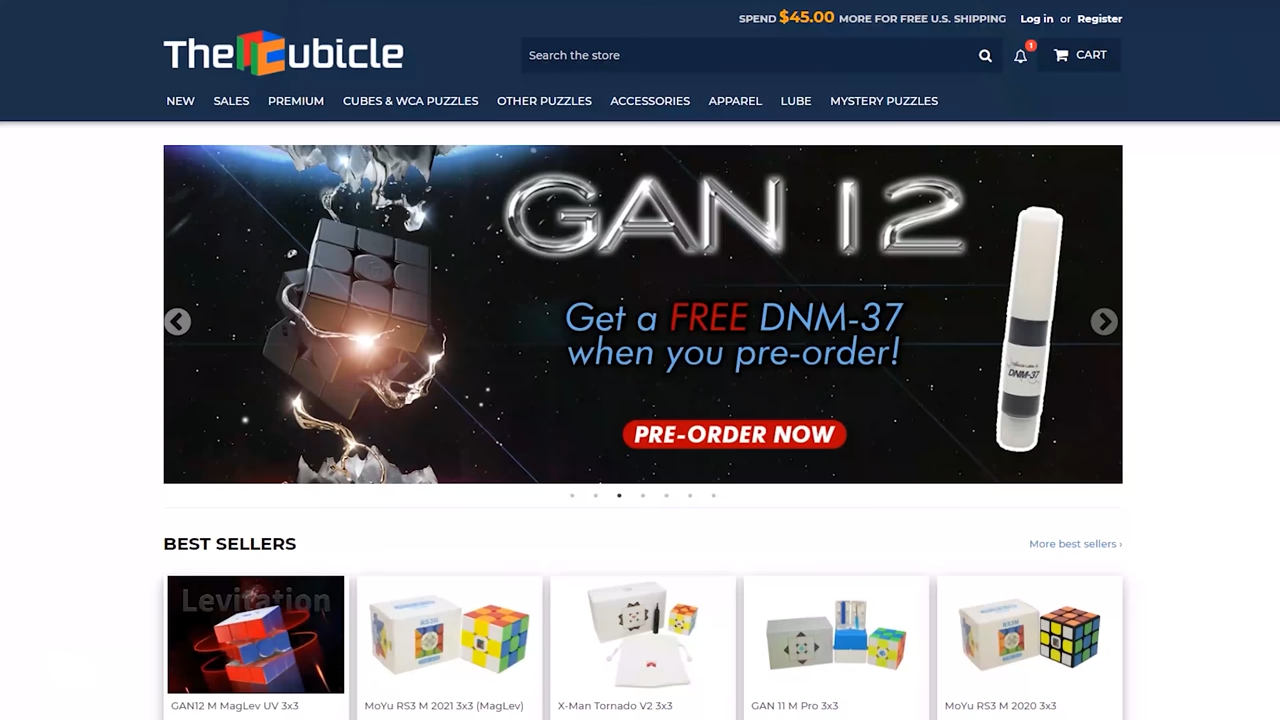 SPEND $45.00 MORE FOR FREE U.S. SHIPPING Log in or Register
TheCubicle
Search the store
1
CART
NEW SALES PREMIUM CUBES & WCA PUZZLES OTHER PUZZLES ACCESSORIES APPAREL LUBE MYSTERY PUZZLES
GAN 12
Get a FREE DNM-37
when you pre-order!
DNM-37
PRE-ORDER NOW
BEST SELLERS
More best sellers ›
Levitation
GAN12 M MagLev UV 3x3
MoYu RS3 M 2021 3x3 (MagLev)
X-Man Tornado V2 3x3
GAN 11 M Pro 3x3
MoYu RS3 M 2020 3x3